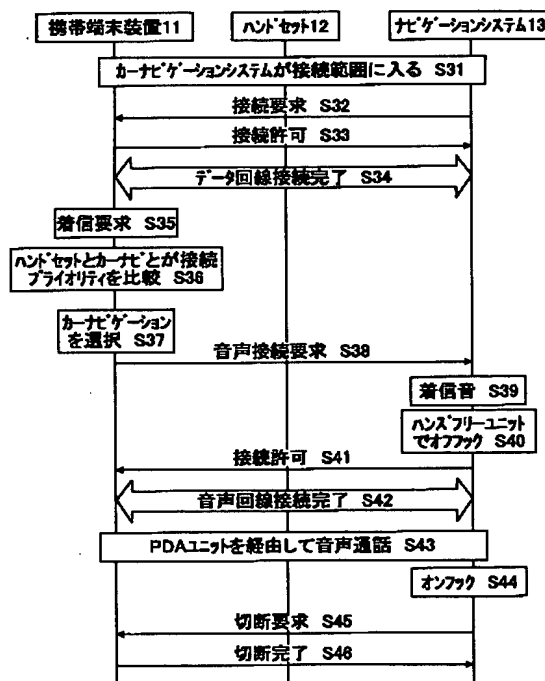 携帯端末装置11
ハンドセット12
ナビゲーションシステム13
カーナビゲーションシステムが接続範囲に入る S31
接続要求 S32
接続許可 S33
データ回線接続完了 S34
着信要求 S35
ハンドセットとカーナビとが接続
プライオリティを比較 S36
カーナビゲーション
を選択 S37
音声接続要求 S38
着信音 S39
ハンズフリーユニット
でオフフック S40
接続許可 S41
音声回線接続完了 S42
PDAユニットを経由して音声通話 S43
オンフック S44
切断要求 S45
切断完了 S46